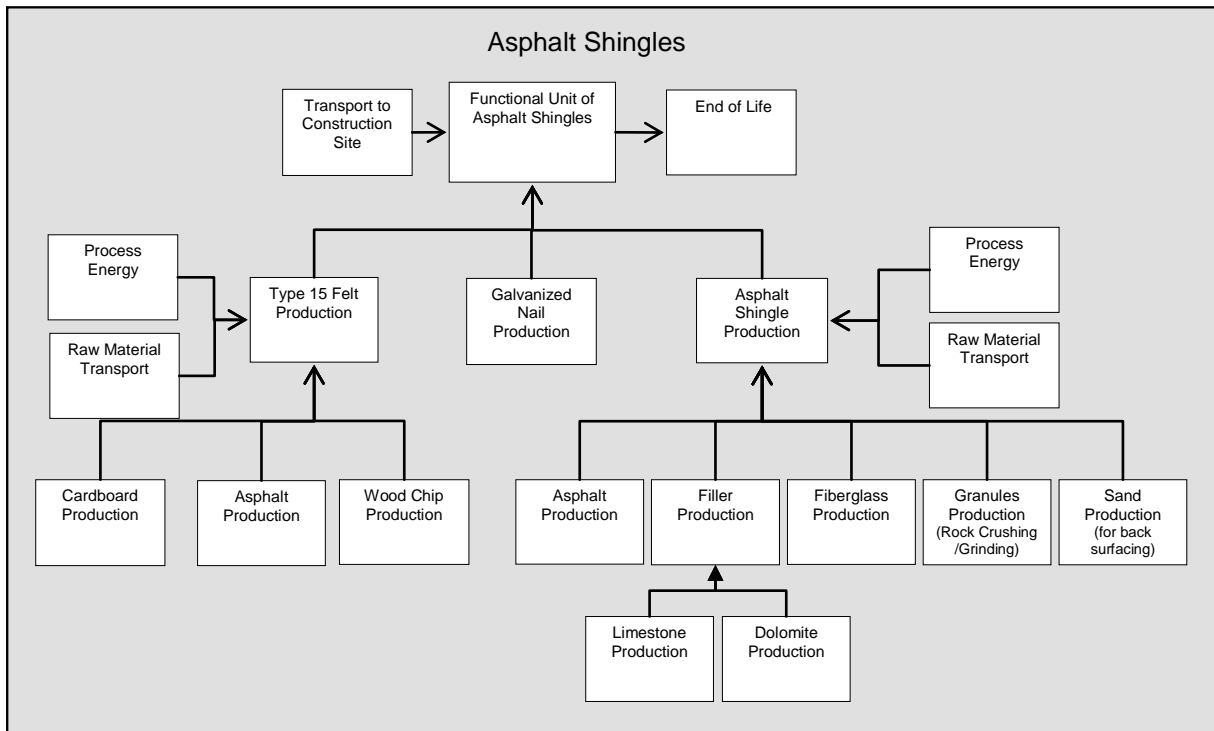 Asphalt Shingles
Transport to
Construction
Site
Functional Unit of
Asphalt Shingles
End of Life
Process
Energy
Raw Material
Transport
Type 15 Felt
Production
Galvanized
Nail
Production
Asphalt
Shingle
Production
Process
Energy
Raw Material
Transport
Cardboard
Production
Asphalt
Production
Wood Chip
Production
Asphalt
Production
Filler
Production
Fiberglass
Production
Granules
Production
(Rock Crushing
/Grinding)
Sand
Production
(for back
surfacing)
Limestone
Production
Dolomite
Production